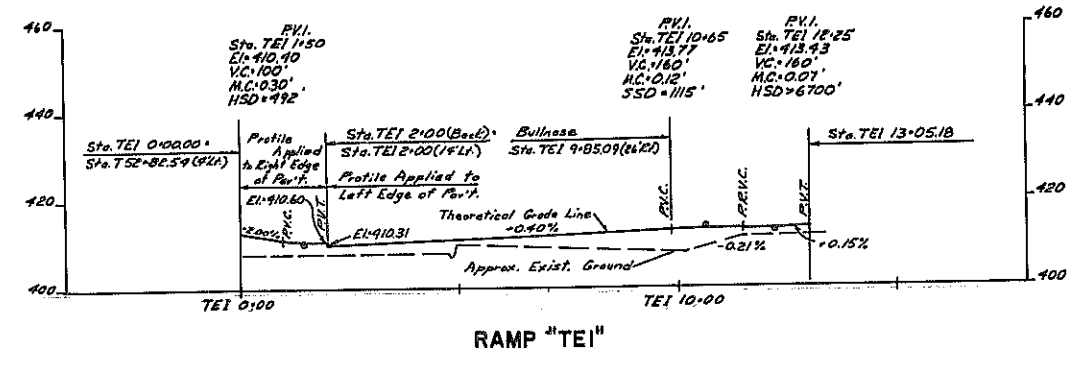 460
440
420
400
P.V.I.
Sta. TEI 1+50
El.=410.40
V.C.=100'
M.C.=0.30'
HSD=492'
P.V.I.
Sta. TEI 10+65
El.=413.77
V.C.=160'
M.C.=0.12'
SSD=1115'
P.V.I.
Sta. TEI 12+25
El.=413.43
V.C.=160'
M.C.=0.07'
HSD>6700'
460
440
420
400
Sta. TEI 0+00.00=
Sta. T52+82.54 (4'Lt.)
Profile
Applied
to Right Edge
of Pav't.
Sta. TEI 2+00 (Back)=
Sta. TEI 2+00 (14'Lt.)
Profile Applied to
Left Edge of Pav't.
Bullnose
Sta. TEI 9+85.09 (26'Rt.)
Sta. TEI 13+05.18
El.=410.60
-2.00%
P.V.C.
P.V.T.
El.=410.31
Theoretical Grade Line
+0.40%
Approx. Exist. Ground
P.V.C.
P.R.V.C.
P.V.T.
-0.21%
+0.15%
TEI 0+00
TEI 10+00
RAMP "TEI"